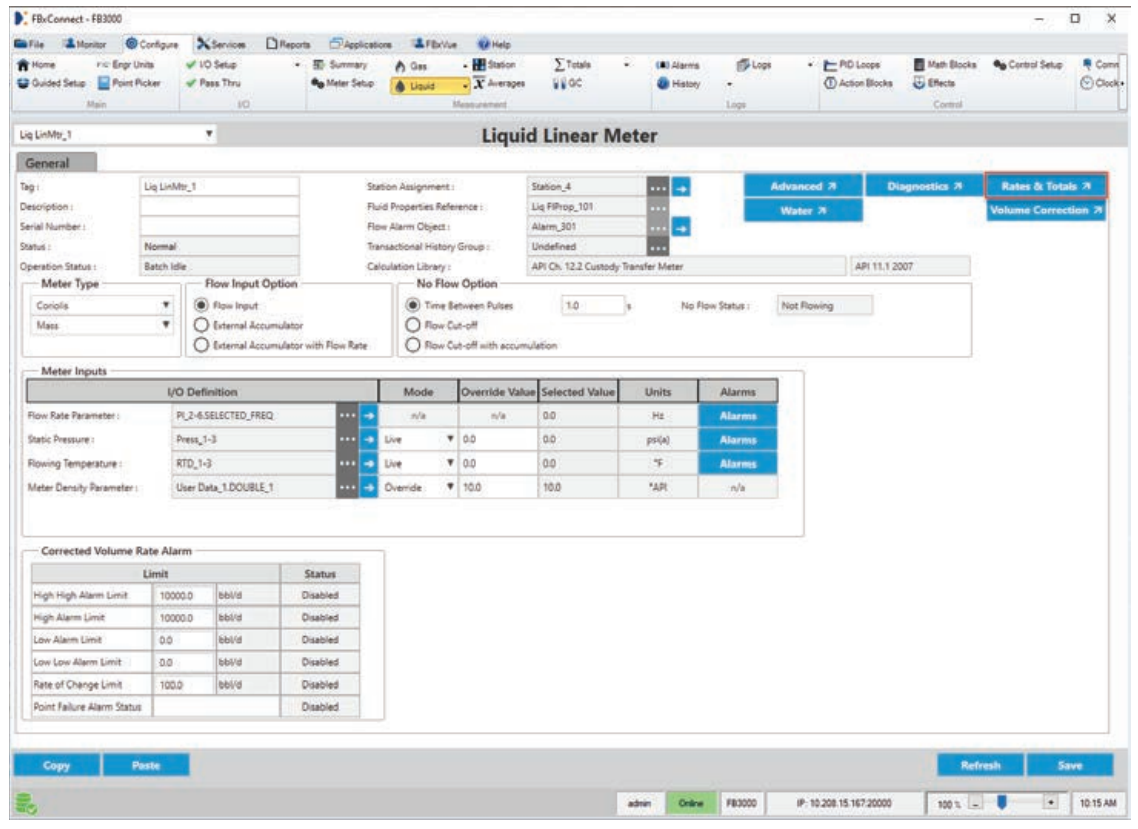 FBxConnect - FB3000
File Monitor Configure Services Reports Applications FBxVue Help
Home Engr Units I/O Setup Summary Gas Station Totals Alarms Logs PID Loops Math Blocks Control Setup Comm
Guided Setup Point Picker Pass Thru Meter Setup Liquid Averages GC History Action Blocks Effects Clock
Main I/O Measurement Logs Control
Liq LinMtr_1 Liquid Linear Meter
General
Tag : Liq LinMtr_1 Station Assignment : Station_4 ... Advanced Diagnostics Rates & Totals
Description : Fluid Properties Reference : Liq FlProp_101 ... Water Volume Correction
Serial Number : Flow Alarm Object : Alarm_301 ...
Status : Normal Transactional History Group : Undefined ...
Operation Status : Batch Idle Calculation Library : API Ch. 12.2 Custody Transfer Meter API 11.1 2007
Meter Type Flow Input Option No Flow Option
Coriolis Flow Input Time Between Pulses 1.0 s No Flow Status : Not Flowing
Mass External Accumulator Flow Cut-off
External Accumulator with Flow Rate Flow Cut-off with accumulation
Meter Inputs
I/O Definition Mode Override Value Selected Value Units Alarms
Flow Rate Parameter : PI_2-6.SELECTED_FREQ ... n/a n/a 0.0 Hz Alarms
Static Pressure : Press_1-3 ... Live 0.0 0.0 psi(a) Alarms
Flowing Temperature : RTD_1-3 ... Live 0.0 0.0 °F Alarms
Meter Density Parameter : User Data_1.DOUBLE_1 ... Override 10.0 10.0 °API n/a
Corrected Volume Rate Alarm
Limit Status
High High Alarm Limit 10000.0 bbl/d Disabled
High Alarm Limit 10000.0 bbl/d Disabled
Low Alarm Limit 0.0 bbl/d Disabled
Low Low Alarm Limit 0.0 bbl/d Disabled
Rate of Change Limit 100.0 bbl/d Disabled
Point Failure Alarm Status Disabled
Copy Paste Refresh Save
admin Online FB3000 IP: 10.208.15.167:20000 100 % - + 10:15 AM